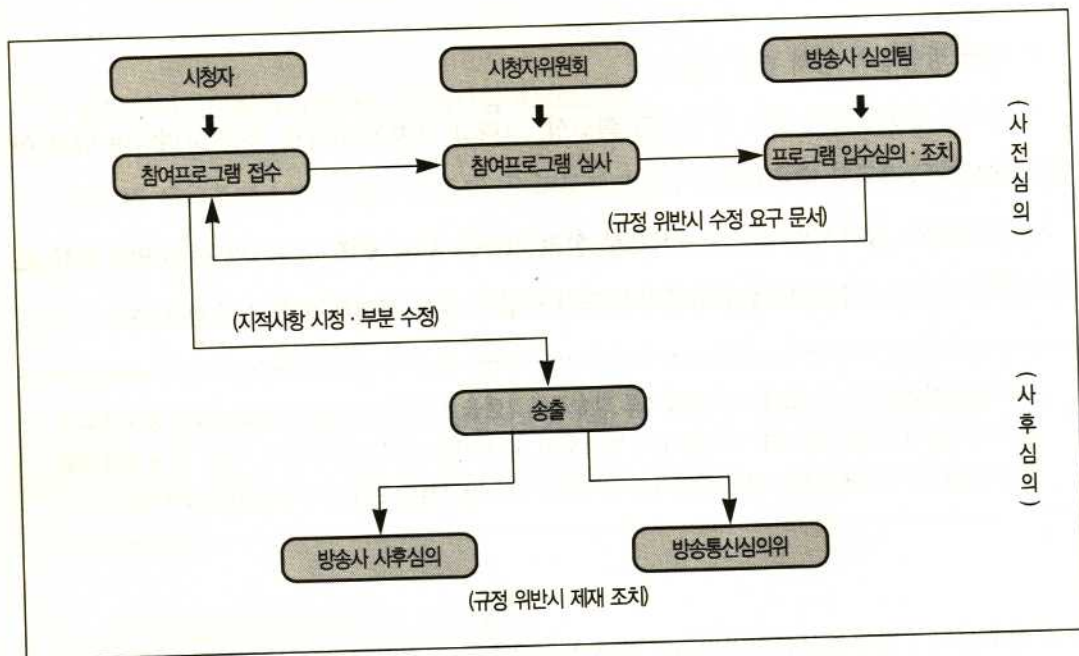 시청자
시청자위원회
방송사 심의팀
참여프로그램 접수
참여프로그램 심사
프로그램 입수심의 · 조치
(사전심의)
(규정 위반시 수정 요구 문서)
(지적사항 시정 · 부분 수정)
송출
(사후심의)
방송사 사후심의
방송통신심의위
(규정 위반시 제재 조치)